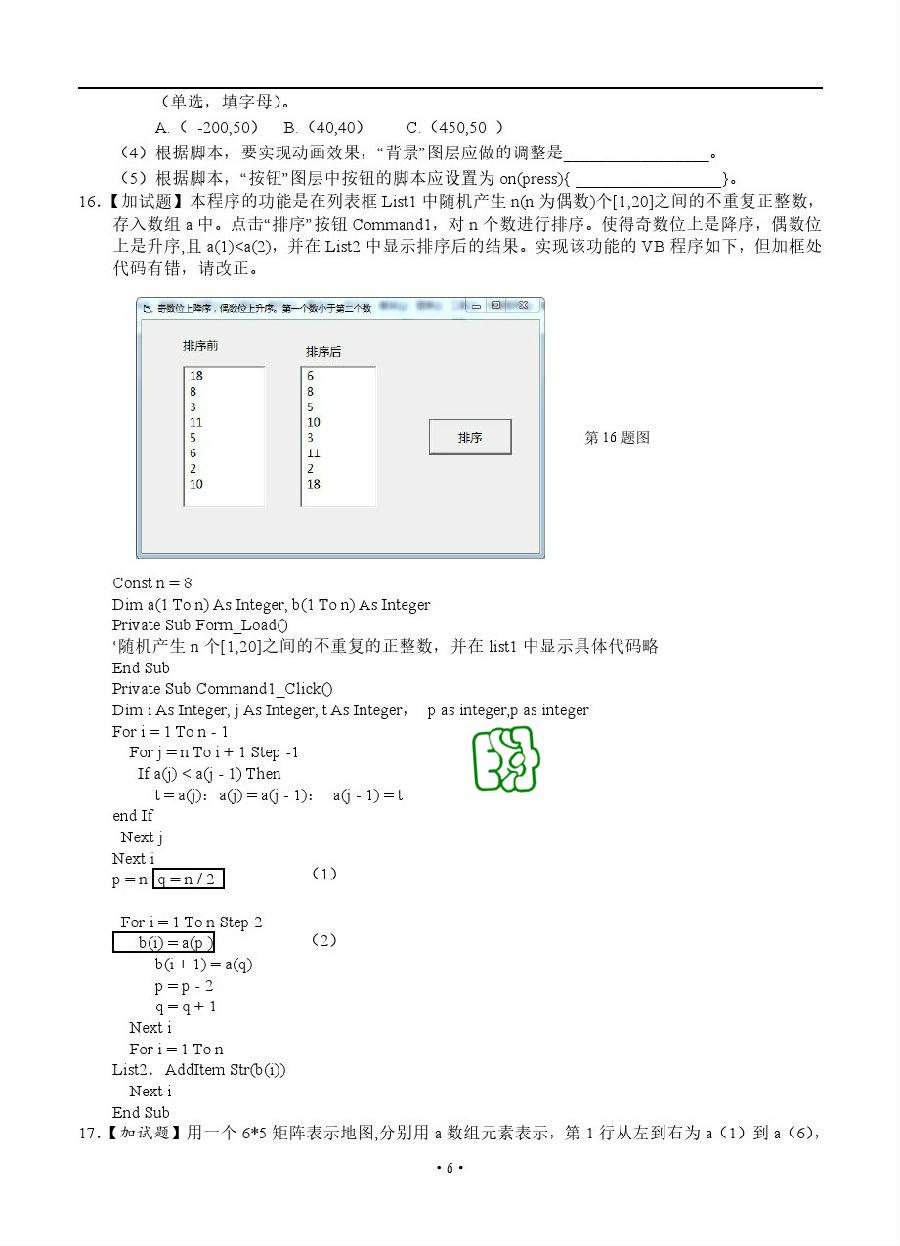 （单选，填字母）。
A.（ -200,50） B.（40,40） C.（450,50 ）
（4）根据脚本，要实现动画效果，“背景”图层应做的调整是__________________。
（5）根据脚本，“按钮”图层中按钮的脚本应设置为 on(press){ __________________}。
16.【加试题】本程序的功能是在列表框 List1 中随机产生 n(n 为偶数)个[1,20]之间的不重复正整数，
存入数组 a 中。点击“排序”按钮 Command1，对 n 个数进行排序。使得奇数位上是降序，偶数位
上是升序,且 a(1)<a(2)，并在 List2 中显示排序后的结果。实现该功能的 VB 程序如下，但加框处
代码有错，请改正。
奇数位上降序，偶数位上升序。第一个数小于第二个数
排序前
排序后
18
8
3
11
5
6
2
10
6
8
5
10
3
11
2
18
排序
第 16 题图
Const n = 8
Dim a(1 To n) As Integer, b(1 To n) As Integer
Private Sub Form_Load()
‘随机产生 n 个[1,20]之间的不重复的正整数，并在 list1 中显示具体代码略
End Sub
Private Sub Command1_Click()
Dim i As Integer, j As Integer, t As Integer， p as integer,p as integer
For i = 1 To n - 1
For j = n To i + 1 Step -1
If a(j) < a(j - 1) Then
t = a(j)： a(j) = a(j - 1)： a(j - 1) = t
end If
Next j
Next i
p = n q = n / 2 （1）
For i = 1 To n Step 2
b(i) = a(p ) （2）
b(i + 1) = a(q)
p = p - 2
q = q + 1
Next i
For i = 1 To n
List2．AddItem Str(b(i))
Next i
End Sub
17.【加试题】用一个 6*5 矩阵表示地图,分别用 a 数组元素表示，第 1 行从左到右为 a（1）到 a（6），
·6·